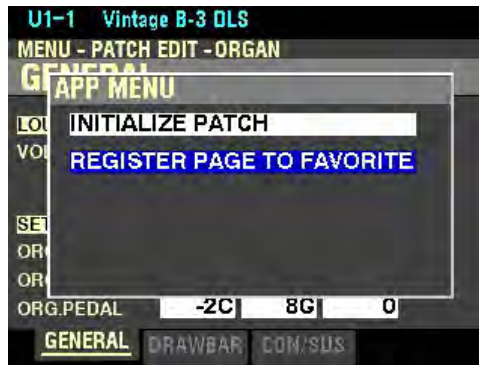 U1-1 Vintage B-3 DLS
MENU - PATCH EDIT - ORGAN
APP MENU
INITIALIZE PATCH
REGISTER PAGE TO FAVORITE
ORG.PEDAL -2C 8G 0
GENERAL DRAWBAR CON/SUS